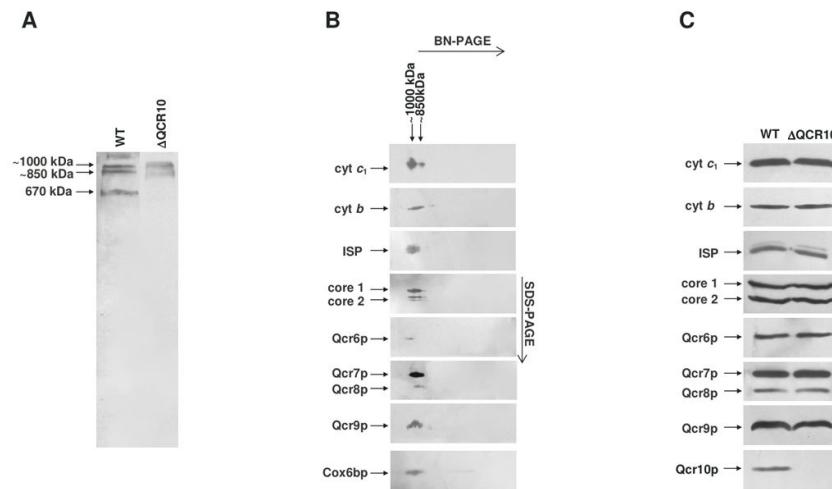 A
WT
ΔQCR10
~1000 kDa
~850 kDa
670 kDa
B
BN-PAGE
~1000 kDa
~850kDa
cyt c1
cyt b
ISP
core 1
core 2
Qcr6p
Qcr7p
Qcr8p
Qcr9p
Cox6bp
SDS-PAGE
C
WT ΔQCR10
cyt c1
cyt b
ISP
core 1
core 2
Qcr6p
Qcr7p
Qcr8p
Qcr9p
Qcr10p